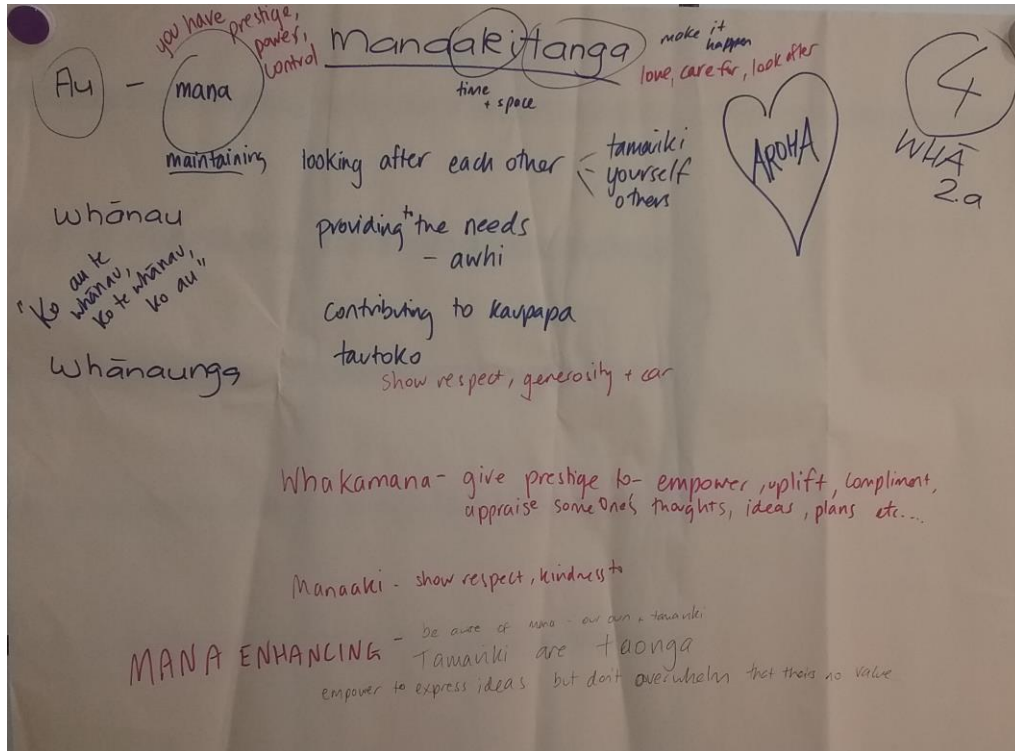 you have prestige, power, control
Manaakitanga
make it happen
love, care for, look after
4
WHĀ
2.a
Au - mana
time + space
AROHA
maintaining
looking after each other
tamariki
yourself
others
whānau
providing to the needs
- awhi
"Ko au te
whānau,
ko te whānau,
ko au"
contributing to kaupapa
tautoko
whānaunga
show respect, generosity + car
Whakamana - give prestige to - empower, uplift, compliment,
appraise someone's thoughts, ideas, plans etc....
Manaaki - show respect, kindness to
MANA ENHANCING -
be aware of mana - our own + tamariki
Tamariki are taonga
empower to express ideas but don't overwhelm that theirs no value